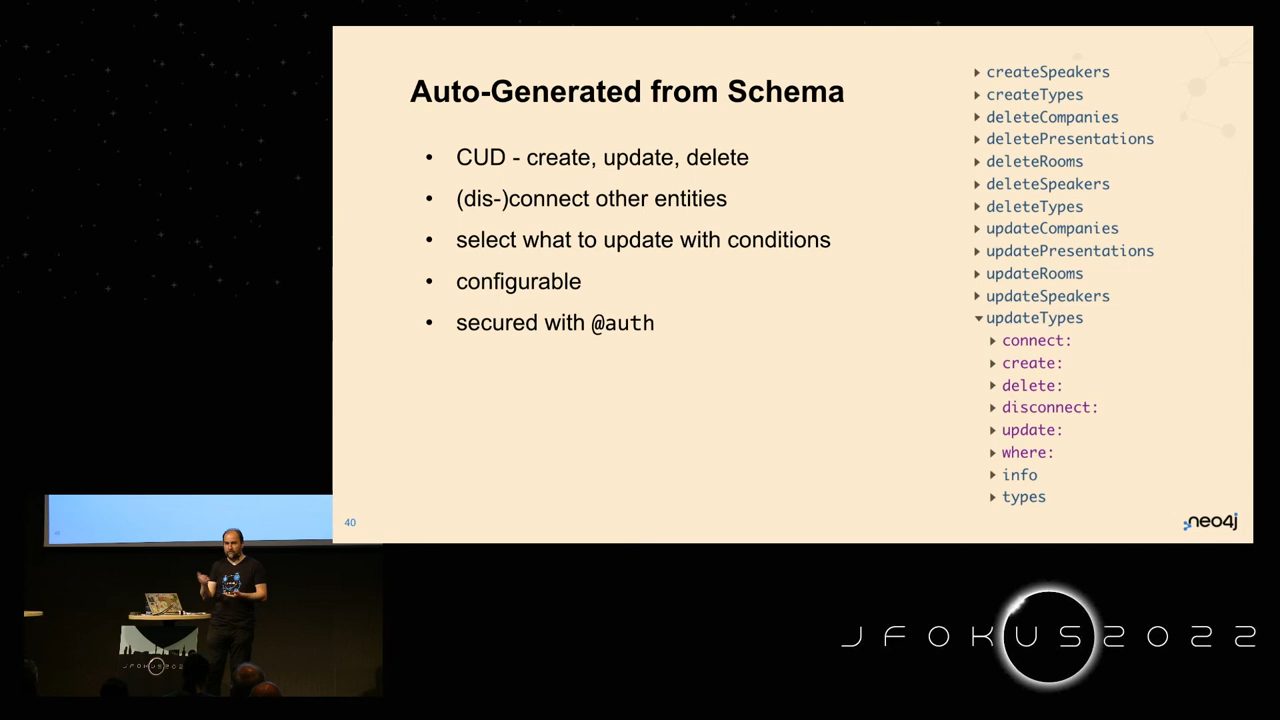 Auto-Generated from Schema
• CUD - create, update, delete
• (dis-)connect other entities
• select what to update with conditions
• configurable
• secured with @auth
createSpeakers
createTypes
deleteCompanies
deletePresentations
deleteRooms
deleteSpeakers
deleteTypes
updateCompanies
updatePresentations
updateRooms
updateSpeakers
updateTypes
connect:
create:
delete:
disconnect:
update:
where:
info
types
40
neo4j
JFOKUS2022
JFOKUS2022